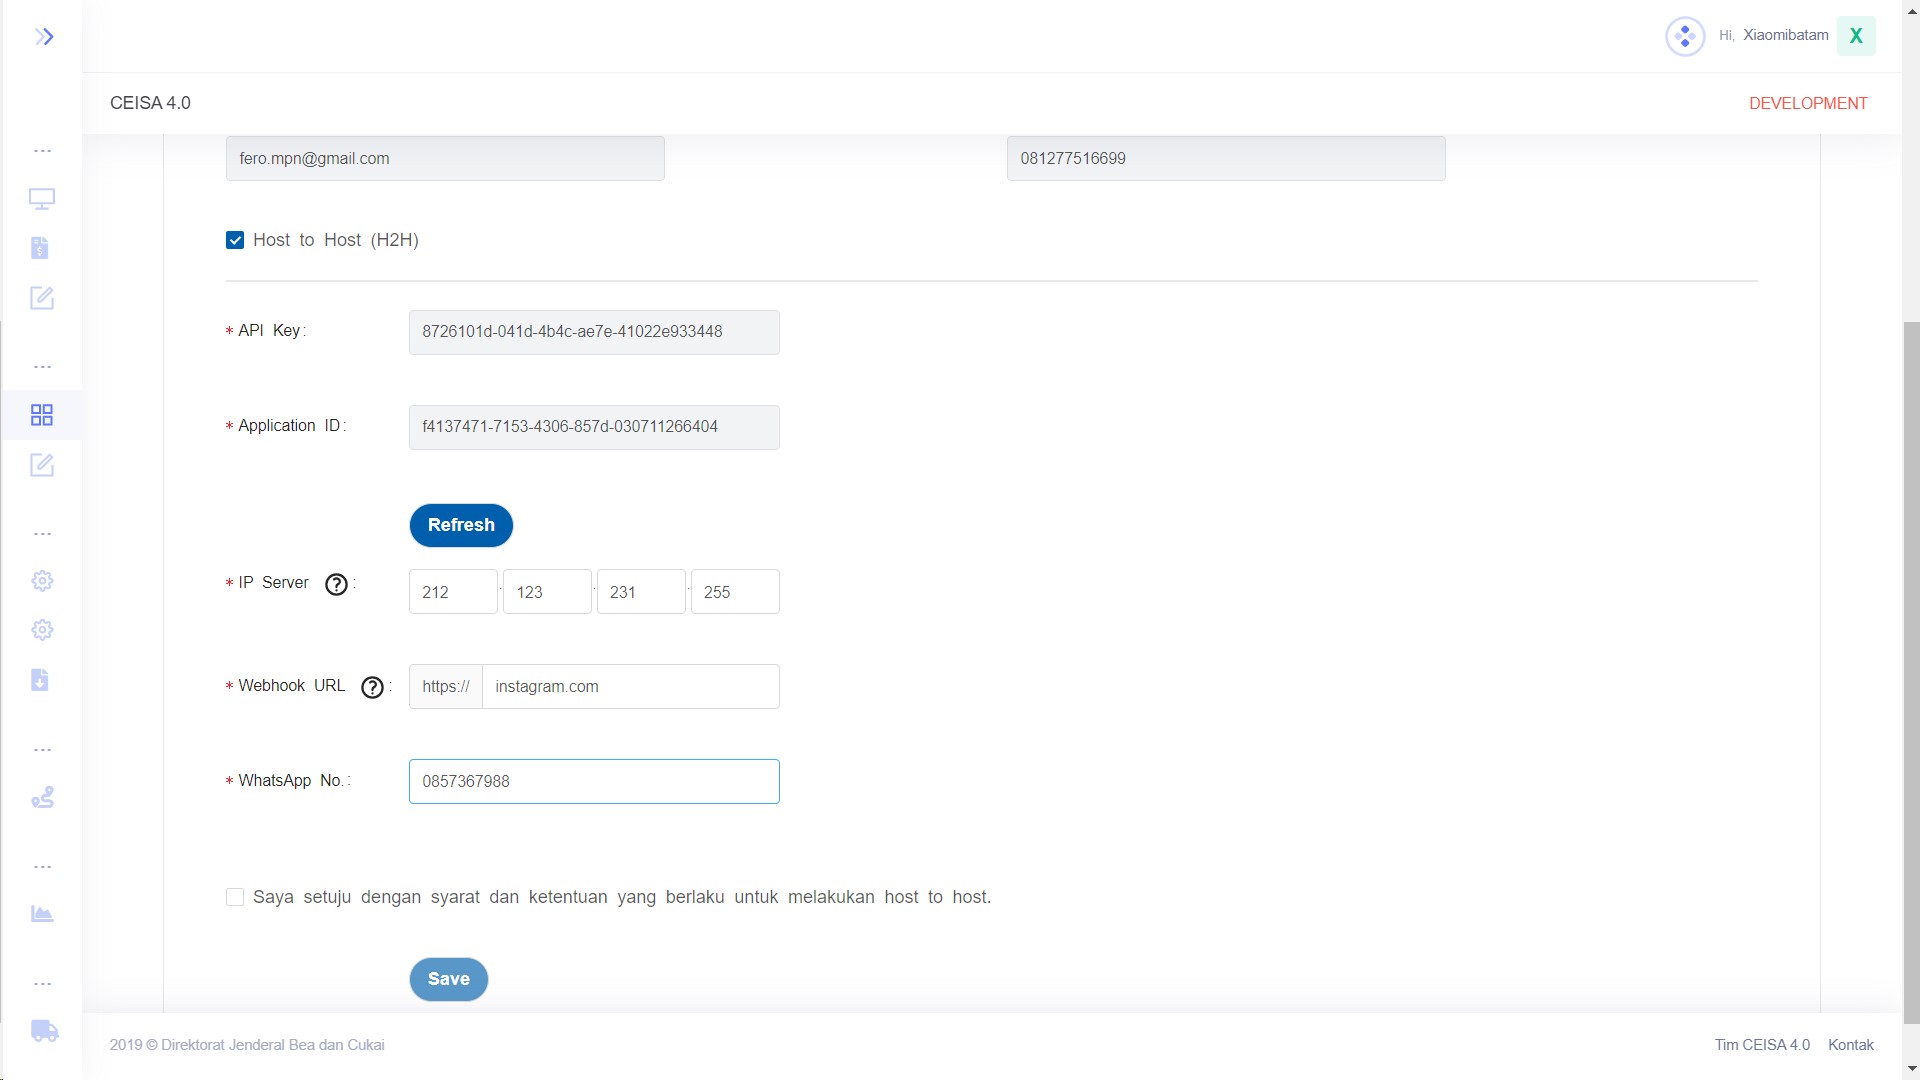 Hi, Xiaomibatam X
CEISA 4.0
DEVELOPMENT
fero.mpn@gmail.com
081277516699
Host to Host (H2H)
* API Key:
8726101d-041d-4b4c-ae7e-41022e933448
* Application ID:
f4137471-7153-4306-857d-030711266404
Refresh
* IP Server ? :
212 . 123 . 231 . 255
* Webhook URL ? :
https:// instagram.com
* WhatsApp No.:
0857367988
Saya setuju dengan syarat dan ketentuan yang berlaku untuk melakukan host to host.
Save
2019 © Direktorat Jenderal Bea dan Cukai
Tim CEISA 4.0 Kontak